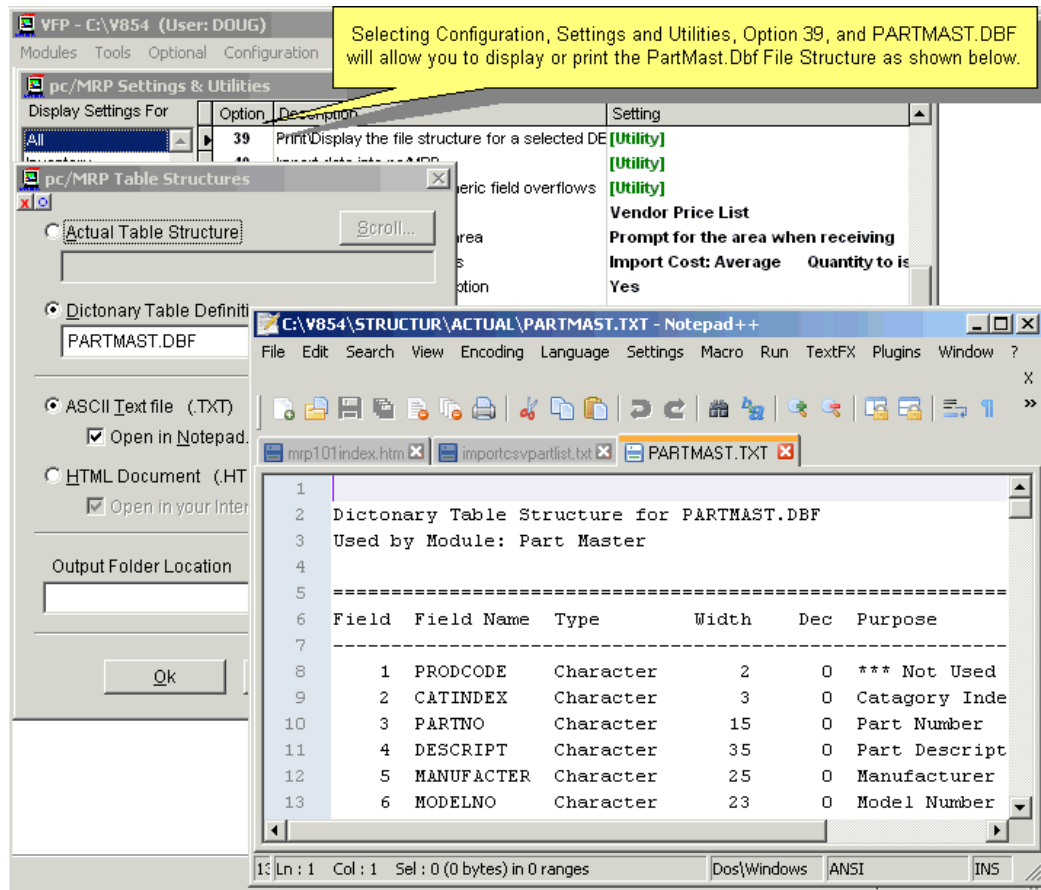 VFP - C:\V854 (User: DOUG)
Modules Tools Optional Configuration
Selecting Configuration, Settings and Utilities, Option 39, and PARTMAST.DBF
will allow you to display or print the PartMast.Dbf File Structure as shown below.
pc/MRP Settings & Utilities
Display Settings For Option Description Setting
All 39 Print\Display the file structure for a selected DB [Utility]
[Utility]
eric field overflows [Utility]
Vendor Price List
rea Prompt for the area when receiving
s Import Cost: Average Quantity to is
ption Yes
pc/MRP Table Structures
Actual Table Structure Scroll...
Dictonary Table Definiti
PARTMAST.DBF
ASCII Text file (.TXT)
Open in Notepad.
HTML Document (.HT
Open in your Inter
Output Folder Location
Ok
C:\V854\STRUCTUR\ACTUAL\PARTMAST.TXT - Notepad++
File Edit Search View Encoding Language Settings Macro Run TextFX Plugins Window ?
X
mrp101index.htm importcsvpartlist.txt PARTMAST.TXT
1
2 Dictonary Table Structure for PARTMAST.DBF
3 Used by Module: Part Master
4
5 ==============================================================
6 Field Field Name Type Width Dec Purpose
7 --------------------------------------------------------------
8 1 PRODCODE Character 2 0 *** Not Used
9 2 CATINDEX Character 3 0 Catagory Inde
10 3 PARTNO Character 15 0 Part Number
11 4 DESCRIPT Character 35 0 Part Descript
12 5 MANUFACTER Character 25 0 Manufacturer
13 6 MODELNO Character 23 0 Model Number
Ln : 1 Col : 1 Sel : 0 (0 bytes) in 0 ranges Dos\Windows ANSI INS